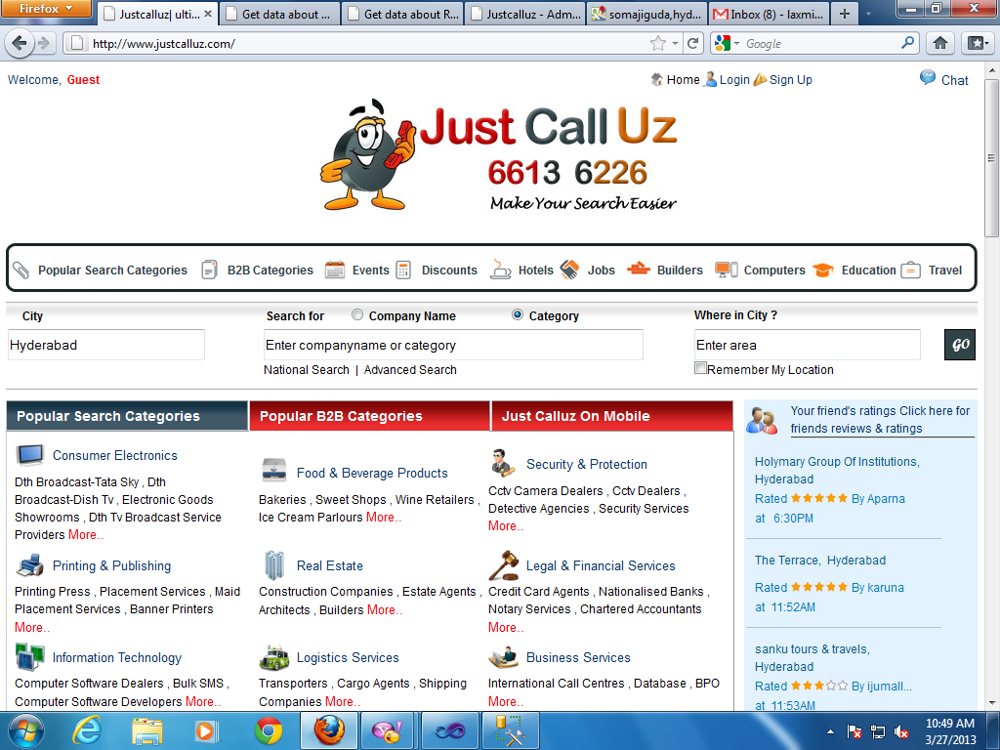 Firefox
Justcalluz| ulti...
Get data about ...
Get data about R...
Justcalluz - Adm...
somajiguda,hyd...
Inbox (8) - laxmi...
http://www.justcalluz.com/
Google
Welcome, Guest
Home Login Sign Up
Chat
Just Call Uz
6613 6226
Make Your Search Easier
Popular Search Categories B2B Categories Events Discounts Hotels Jobs Builders Computers Education Travel
City
Search for Company Name Category
Where in City ?
Hyderabad
Enter companyname or category
Enter area
GO
National Search | Advanced Search
Remember My Location
Popular Search Categories
Consumer Electronics
Dth Broadcast-Tata Sky , Dth
Broadcast-Dish Tv , Electronic Goods
Showrooms , Dth Tv Broadcast Service
Providers More..
Printing & Publishing
Printing Press , Placement Services , Maid
Placement Services , Banner Printers
More..
Information Technology
Computer Software Dealers , Bulk SMS ,
Computer Software Developers More..
Popular B2B Categories
Food & Beverage Products
Bakeries , Sweet Shops , Wine Retailers ,
Ice Cream Parlours More..
Real Estate
Construction Companies , Estate Agents ,
Architects , Builders More..
Logistics Services
Transporters , Cargo Agents , Shipping
Companies More..
Just Calluz On Mobile
Security & Protection
Cctv Camera Dealers , Cctv Dealers ,
Detective Agencies , Security Services
More..
Legal & Financial Services
Credit Card Agents , Nationalised Banks ,
Notary Services , Chartered Accountants
More..
Business Services
International Call Centres , Database , BPO
More..
Your friend's ratings Click here for
friends reviews & ratings
Holymary Group Of Institutions,
Hyderabad
Rated By Aparna
at 6:30PM
The Terrace, Hyderabad
Rated By karuna
at 11:52AM
sanku tours & travels,
Hyderabad
Rated By ijumall...
at 11:53AM
10:49 AM
3/27/2013